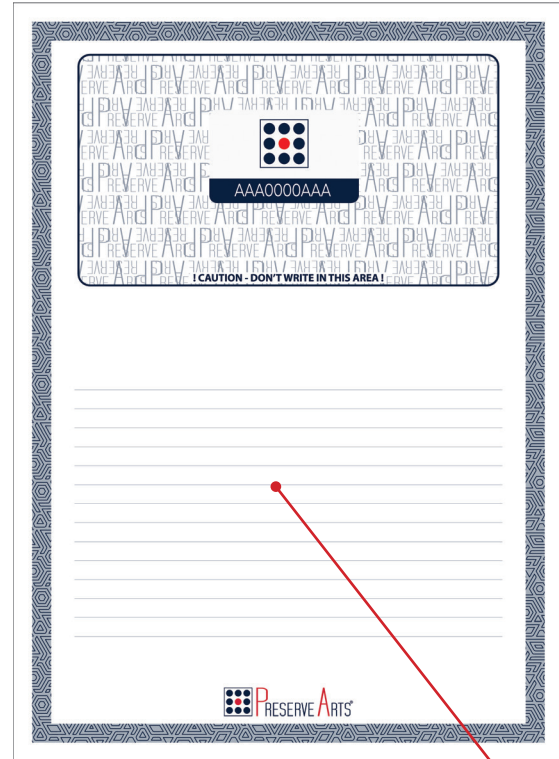 AAA0000AAA
! CAUTION - DON'T WRITE IN THIS AREA !
PRESERVE ARTS®